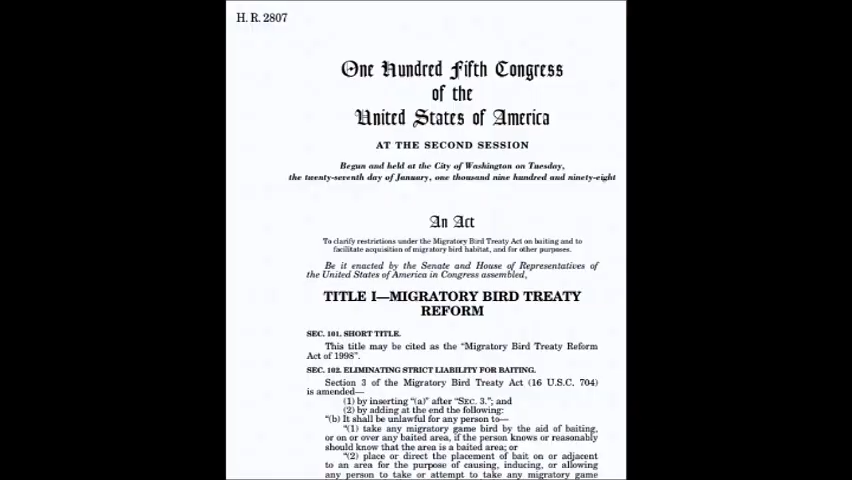 H. R. 2807
One Hundred Fifth Congress
of the
United States of America
AT THE SECOND SESSION
Begun and held at the City of Washington on Tuesday,
the twenty-seventh day of January, one thousand nine hundred and ninety-eight
An Act
To clarify restrictions under the Migratory Bird Treaty Act on baiting and to
facilitate acquisition of migratory bird habitat, and for other purposes.
Be it enacted by the Senate and House of Representatives of
the United States of America in Congress assembled,
TITLE I—MIGRATORY BIRD TREATY
REFORM
SEC. 101. SHORT TITLE.
This title may be cited as the “Migratory Bird Treaty Reform
Act of 1998”.
SEC. 102. ELIMINATING STRICT LIABILITY FOR BAITING.
Section 3 of the Migratory Bird Treaty Act (16 U.S.C. 704)
is amended—
(1) by inserting “(a)” after “SEC. 3.”; and
(2) by adding at the end the following:
“(b) It shall be unlawful for any person to—
“(1) take any migratory game bird by the aid of baiting,
or on or over any baited area, if the person knows or reasonably
should know that the area is a baited area; or
“(2) place or direct the placement of bait on or adjacent
to an area for the purpose of causing, inducing, or allowing
any person to take or attempt to take any migratory game